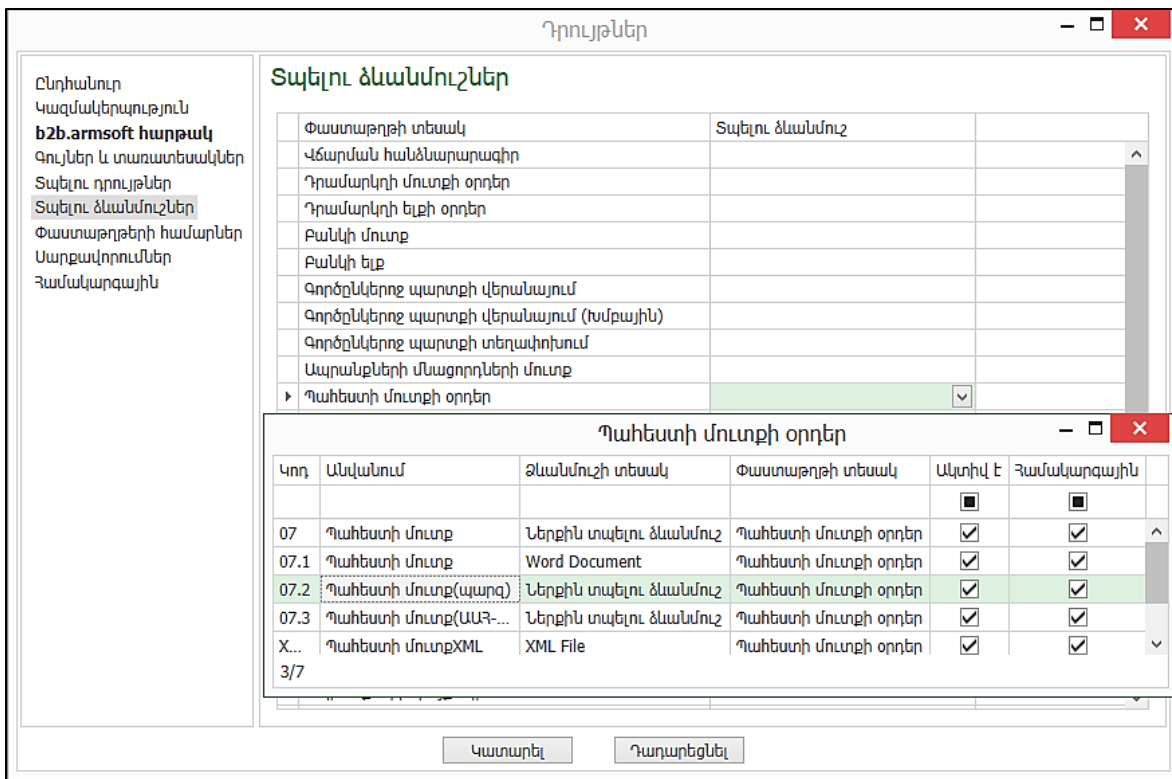 Դրույթներ
Ընդհանուր
Կազմակերպություն
b2b.armsoft հարթակ
Գույներ և տառատեսակներ
Տպելու դրույթներ
Տպելու ձևանմուշներ
Փաստաթղթերի համարներ
Սարքավորումներ
Համակարգային
Տպելու ձևանմուշներ
Փաստաթղթի տեսակ Տպելու ձևանմուշ
Վճարման հանձնարարագիր
Դրամարկղի մուտքի օրդեր
Դրամարկղի ելքի օրդեր
Բանկի մուտք
Բանկի ելք
Գործընկերոջ պարտքի վերանայում
Գործընկերոջ պարտքի վերանայում (Խմբային)
Գործընկերոջ պարտքի տեղափոխում
Ապրանքների մնացորդների մուտք
Պահեստի մուտքի օրդեր
Պահեստի մուտքի օրդեր
Կոդ Անվանում Ձևանմուշի տեսակ Փաստաթղթի տեսակ Ակտիվ է Համակարգային
07 Պահեստի մուտք Ներքին տպելու ձևանմուշ Պահեստի մուտքի օրդեր
07.1 Պահեստի մուտք Word Document Պահեստի մուտքի օրդեր
07.2 Պահեստի մուտք(պարզ) Ներքին տպելու ձևանմուշ Պահեստի մուտքի օրդեր
07.3 Պահեստի մուտք(ԱԱՀ-... Ներքին տպելու ձևանմուշ Պահեստի մուտքի օրդեր
X... Պահեստի մուտքXML XML File Պահեստի մուտքի օրդեր
3/7
Կատարել Դադարեցնել